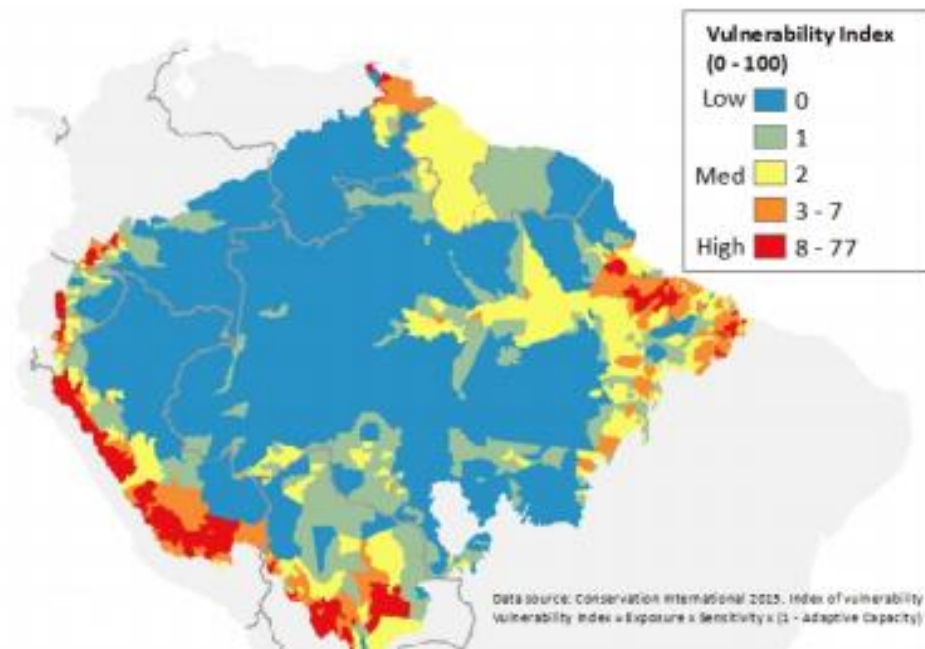 Vulnerability Index
(0 - 100)
Low 0
1
Med 2
3 - 7
High 8 - 77
Data source: Conservation International 2015. Index of vulnerability
Vulnerability Index = Exposure x Sensitivity x (1 - Adaptive Capacity)